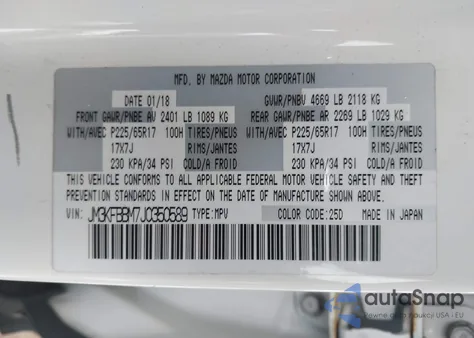 MFD. BY MAZDA MOTOR CORPORATION
DATE 01/18 GVWR/PNBV 4669 LB 2118 KG
FRONT GAWR/PNBE AV 2401 LB 1089 KG REAR GAWR/PNBE AR 2269 LB 1029 KG
WITH/AVEC P225/65R17 100H TIRES/PNEUS WITH/AVEC P225/65R17 100H TIRES/PNEUS
17X7J RIMS/JANTES 17X7J RIMS/JANTES
230 KPA/34 PSI COLD/A FROID 230 KPA/34 PSI COLD/A FROID
THIS VEHICLE CONFORMS TO ALL APPLICABLE FEDERAL MOTOR VEHICLE SAFETY AND THEFT
PREVENTION STANDARDS IN EFFECT ON THE DATE OF MANUFACTURE SHOWN ABOVE.
VIN: JM3KFBBM7J0350589 TYPE:MPV COLOR CODE:25D MADE IN JAPAN
autoSnap
aukcji USA - EU